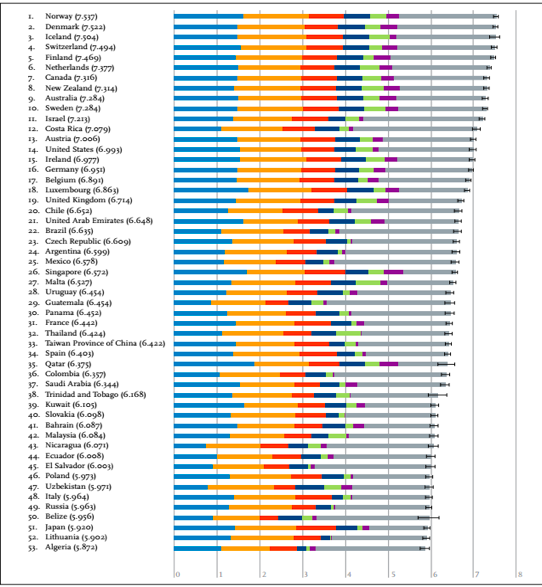 1. Norway (7.537)
2. Denmark (7.522)
3. Iceland (7.504)
4. Switzerland (7.494)
5. Finland (7.469)
6. Netherlands (7.377)
7. Canada (7.316)
8. New Zealand (7.314)
9. Australia (7.284)
10. Sweden (7.284)
11. Israel (7.213)
12. Costa Rica (7.079)
13. Austria (7.006)
14. United States (6.993)
15. Ireland (6.977)
16. Germany (6.951)
17. Belgium (6.891)
18. Luxembourg (6.863)
19. United Kingdom (6.714)
20. Chile (6.652)
21. United Arab Emirates (6.648)
22. Brazil (6.635)
23. Czech Republic (6.609)
24. Argentina (6.599)
25. Mexico (6.578)
26. Singapore (6.572)
27. Malta (6.527)
28. Uruguay (6.454)
29. Guatemala (6.454)
30. Panama (6.452)
31. France (6.442)
32. Thailand (6.424)
33. Taiwan Province of China (6.422)
34. Spain (6.403)
35. Qatar (6.375)
36. Colombia (6.357)
37. Saudi Arabia (6.344)
38. Trinidad and Tobago (6.168)
39. Kuwait (6.105)
40. Slovakia (6.098)
41. Bahrain (6.087)
42. Malaysia (6.084)
43. Nicaragua (6.071)
44. Ecuador (6.008)
45. El Salvador (6.003)
46. Poland (5.973)
47. Uzbekistan (5.971)
48. Italy (5.964)
49. Russia (5.963)
50. Belize (5.956)
51. Japan (5.920)
52. Lithuania (5.902)
53. Algeria (5.872)
0 1 2 3 4 5 6 7 8